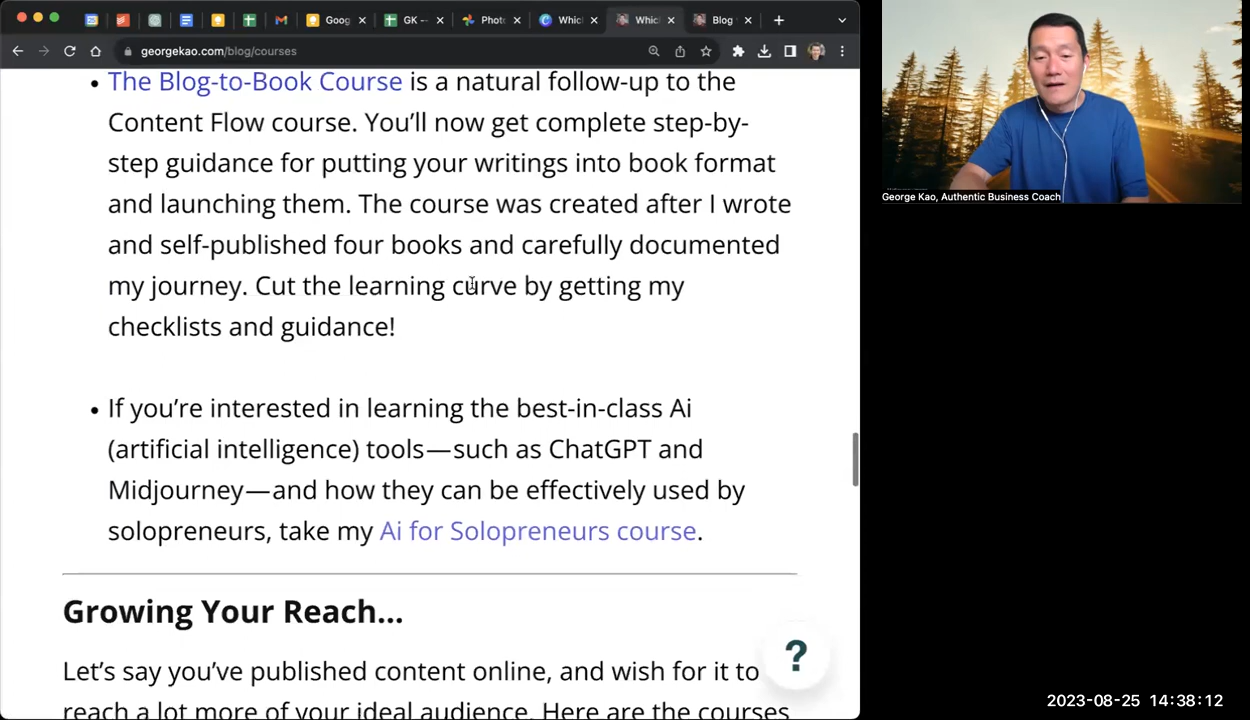 Goog
GK --
Photo
Which
Which
Blog
georgekao.com/blog/courses
• The Blog-to-Book Course is a natural follow-up to the
Content Flow course. You’ll now get complete step-by-
step guidance for putting your writings into book format
and launching them. The course was created after I wrote
and self-published four books and carefully documented
my journey. Cut the learning curve by getting my
checklists and guidance!
• If you’re interested in learning the best-in-class Ai
(artificial intelligence) tools—such as ChatGPT and
Midjourney—and how they can be effectively used by
solopreneurs, take my Ai for Solopreneurs course.
Growing Your Reach...
Let’s say you’ve published content online, and wish for it to
reach a lot more of your ideal audience. Here are the courses
?
George Kao, Authentic Business Coach
2023-08-25 14:38:12